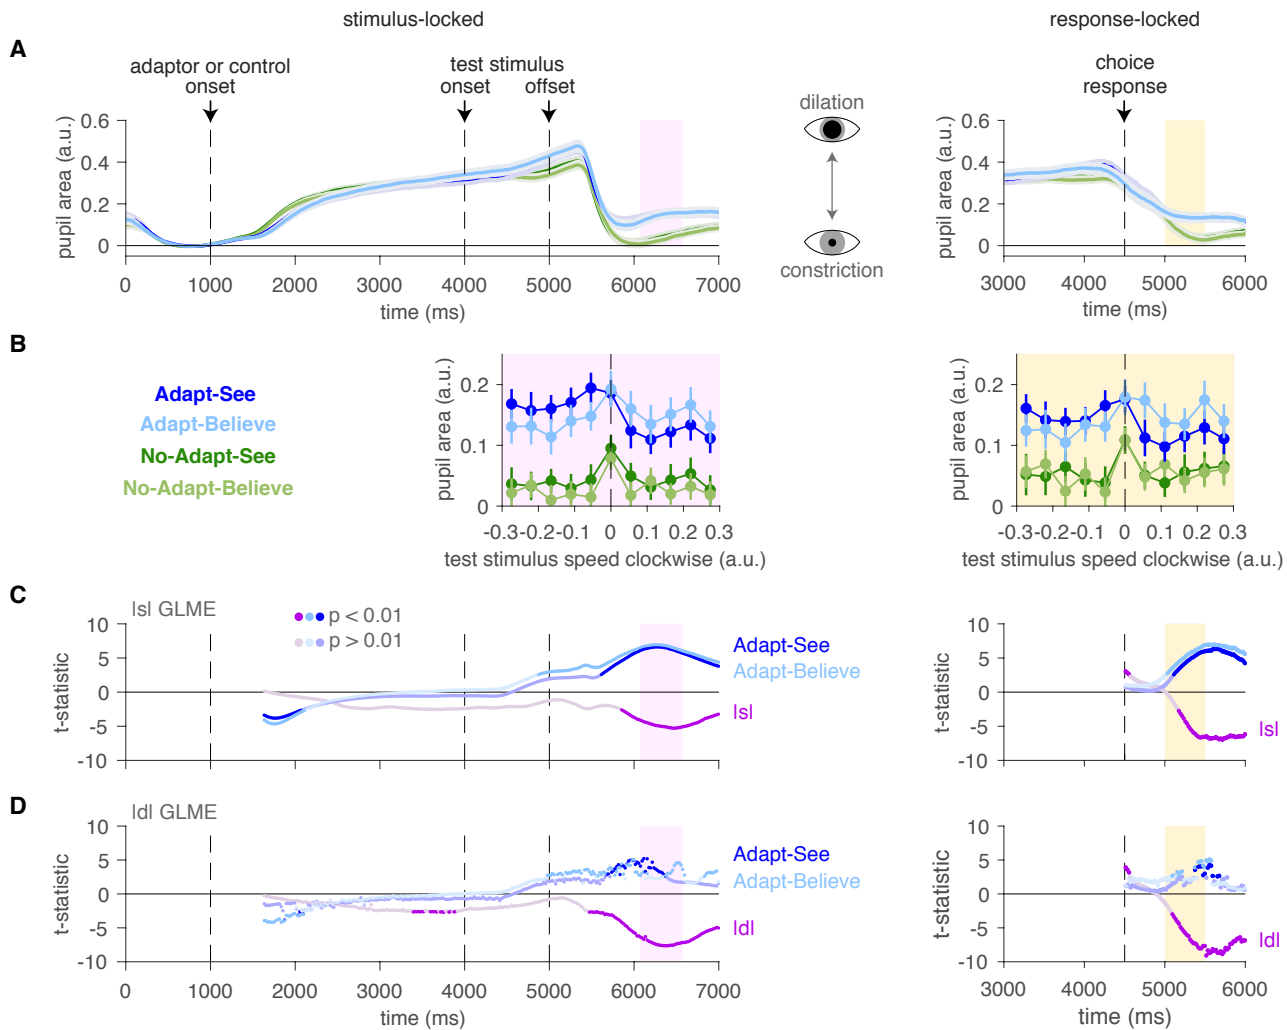 stimulus-locked
response-locked
A
adaptor or control
onset
test stimulus
onset
offset
choice
response
dilation
constriction
pupil area (a.u.)
0.6
0.4
0.2
0
0
1000
2000
3000
4000
5000
6000
7000
time (ms)
pupil area (a.u.)
0.6
0.4
0.2
0
3000
4000
5000
6000
time (ms)
B
Adapt-See
Adapt-Believe
No-Adapt-See
No-Adapt-Believe
pupil area (a.u.)
0.2
0.1
0
-0.3
-0.2
-0.1
0
0.1
0.2
0.3
test stimulus speed clockwise (a.u.)
pupil area (a.u.)
0.2
0.1
0
-0.3
-0.2
-0.1
0
0.1
0.2
0.3
test stimulus speed clockwise (a.u.)
C
|s| GLME
p < 0.01
p > 0.01
t-statistic
10
5
0
-5
-10
Adapt-See
Adapt-Believe
|s|
t-statistic
10
5
0
-5
-10
|s|
D
|d| GLME
t-statistic
10
5
0
-5
-10
0
1000
2000
3000
4000
5000
6000
7000
time (ms)
Adapt-See
Adapt-Believe
|d|
t-statistic
10
5
0
-5
-10
3000
4000
5000
6000
time (ms)
|d|